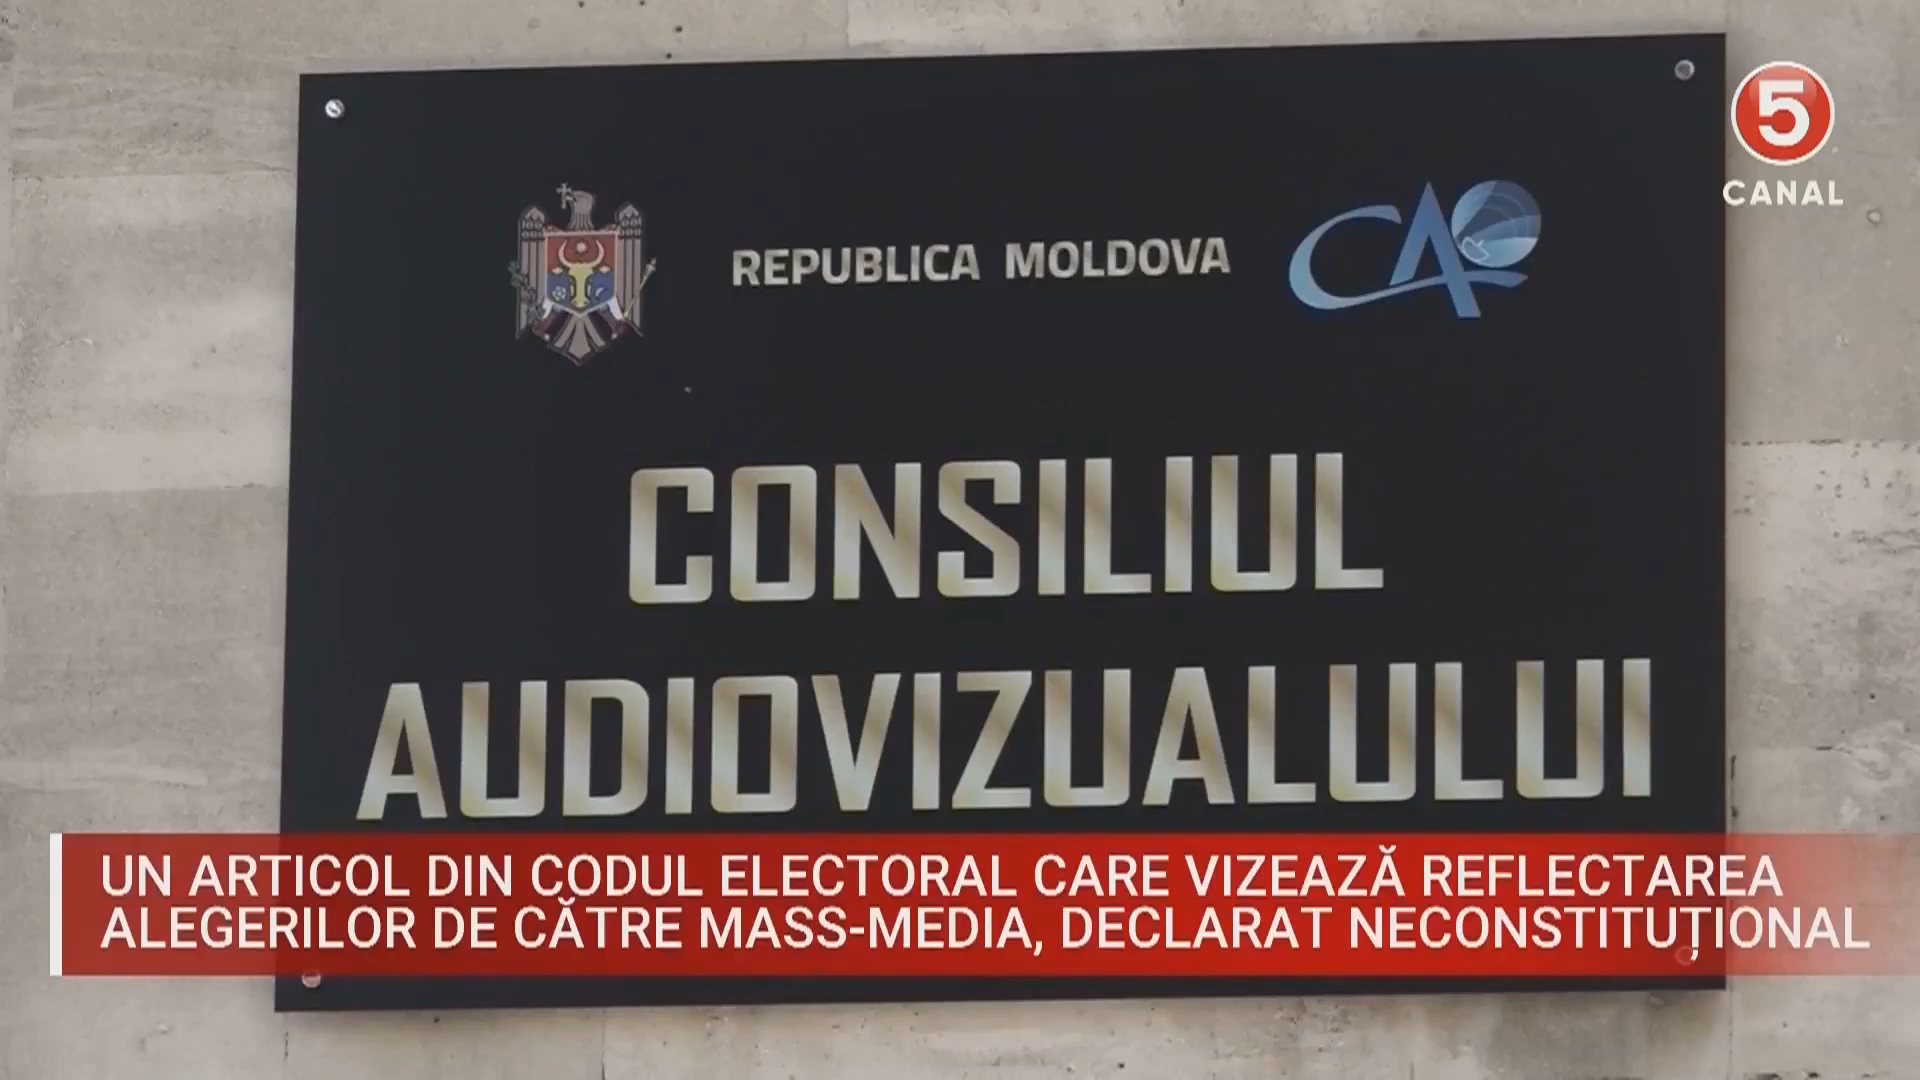 5
CANAL
REPUBLICA MOLDOVA
CA
CONSILIUL
AUDIOVIZUALULUI
UN ARTICOL DIN CODUL ELECTORAL CARE VIZEAZĂ REFLECTAREA
ALEGERILOR DE CĂTRE MASS-MEDIA, DECLARAT NECONSTITUȚIONAL